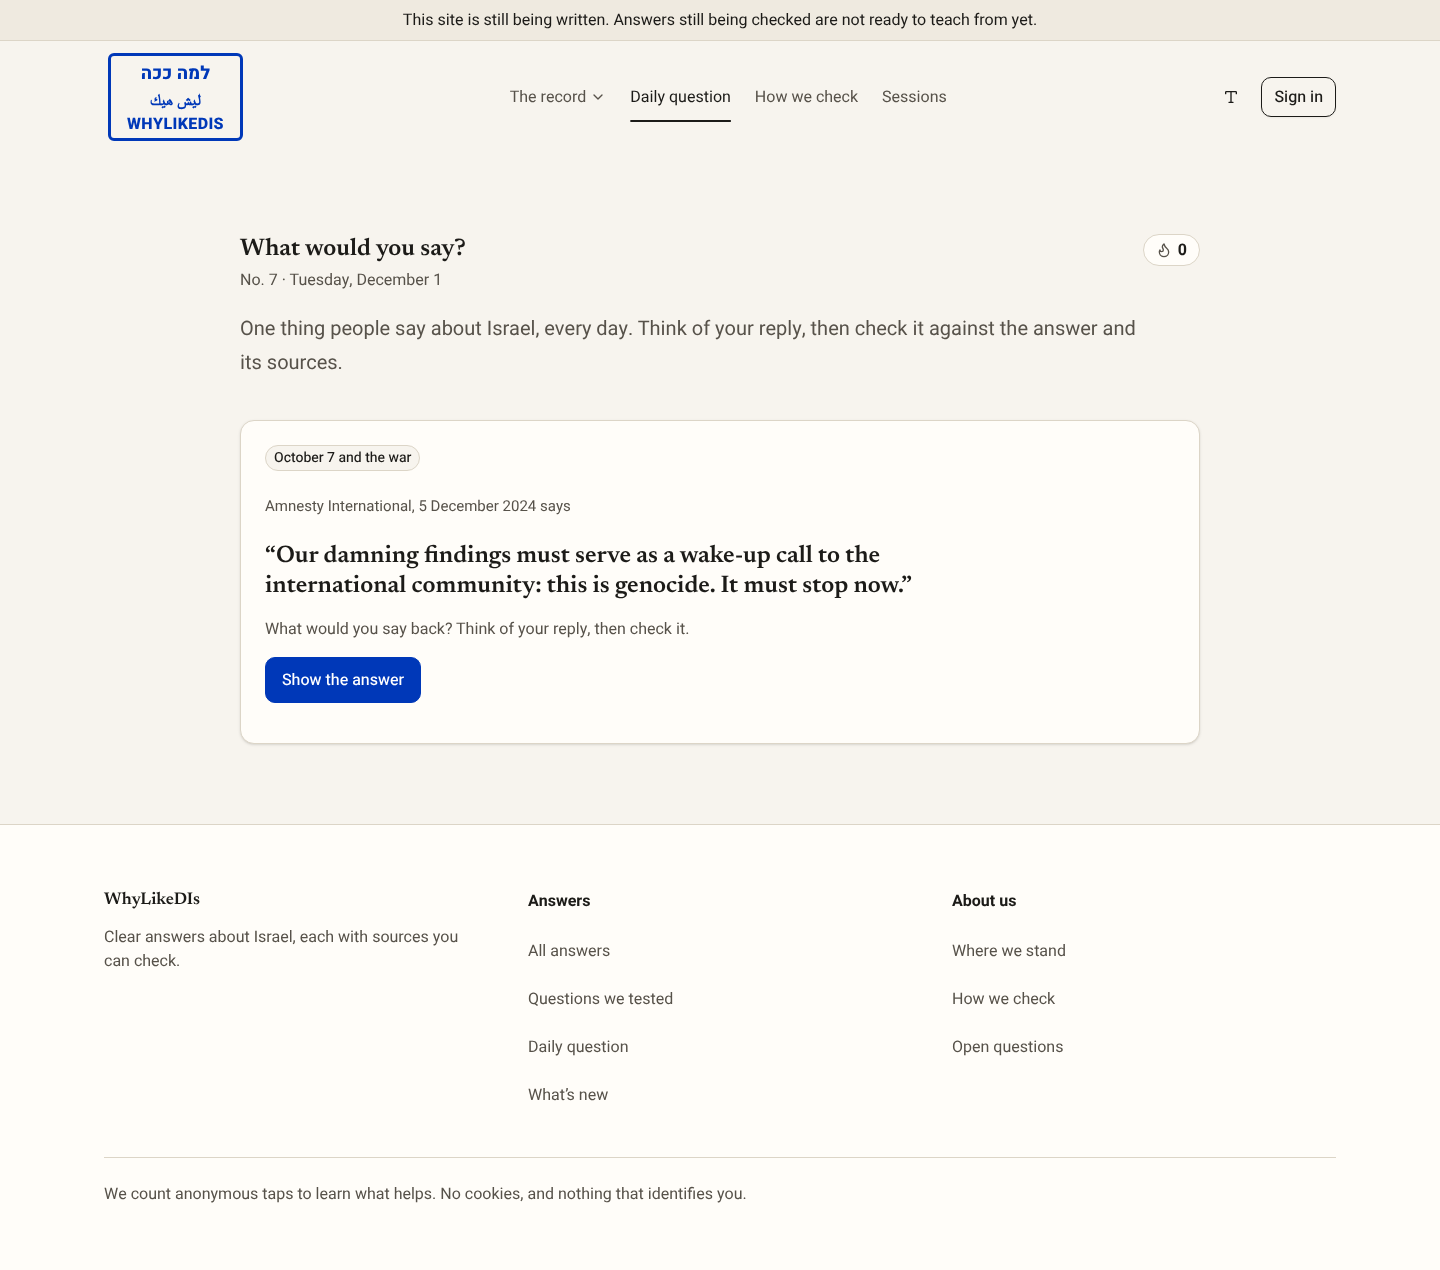 This site is still being written. Answers still being checked are not ready to teach from yet.
למה ככה
ليش هيك
WHYLIKEDIS
The record
Daily question
How we check
Sessions
T
Sign in
What would you say?
0
No. 7 · Tuesday, December 1
One thing people say about Israel, every day. Think of your reply, then check it against the answer and
its sources.
October 7 and the war
Amnesty International, 5 December 2024 says
“Our damning findings must serve as a wake-up call to the
international community: this is genocide. It must stop now.”
What would you say back? Think of your reply, then check it.
Show the answer
WhyLikeDIs
Clear answers about Israel, each with sources you
can check.
Answers
All answers
Questions we tested
Daily question
What’s new
About us
Where we stand
How we check
Open questions
We count anonymous taps to learn what helps. No cookies, and nothing that identifies you.